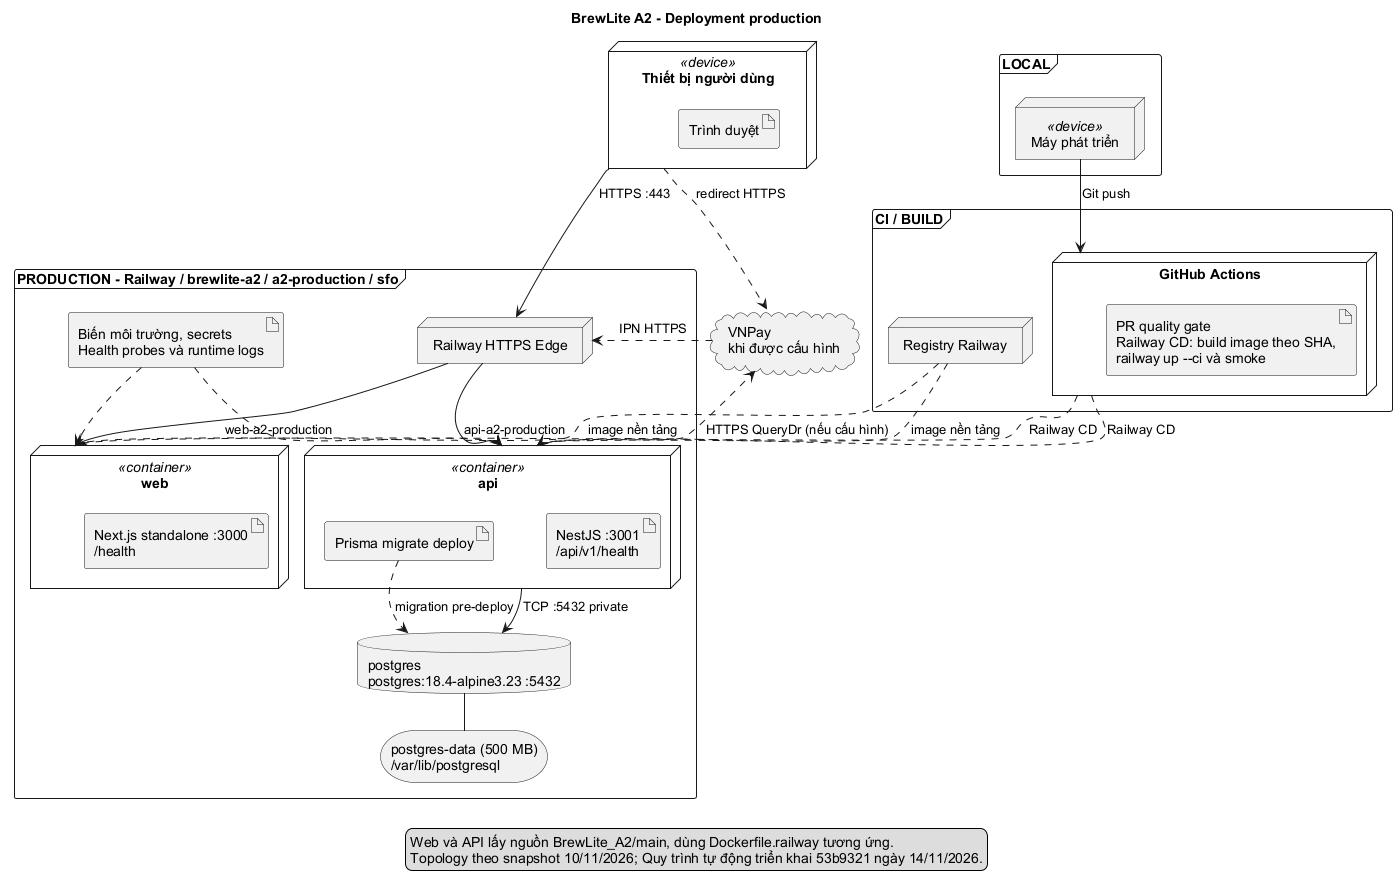 BrewLite A2 - Deployment production
«device»
Thiết bị người dùng
Trình duyệt
LOCAL
«device»
Máy phát triển
HTTPS :443
redirect HTTPS
Git push
CI / BUILD
GitHub Actions
PR quality gate
Railway CD: build image theo SHA,
railway up --ci và smoke
Registry Railway
PRODUCTION - Railway / brewlite-a2 / a2-production / sfo
Biến môi trường, secrets
Health probes và runtime logs
Railway HTTPS Edge
IPN HTTPS
VNPay
khi được cấu hình
web-a2-production
api-a2-production
image nền tảng
HTTPS QueryDr (nếu cấu hình)
image nền tảng
Railway CD
Railway CD
«container»
web
Next.js standalone :3000
/health
«container»
api
Prisma migrate deploy
NestJS :3001
/api/v1/health
migration pre-deploy
TCP :5432 private
postgres
postgres:18.4-alpine3.23 :5432
postgres-data (500 MB)
/var/lib/postgresql
Web và API lấy nguồn BrewLite_A2/main, dùng Dockerfile.railway tương ứng.
Topology theo snapshot 10/11/2026; Quy trình tự động triển khai 53b9321 ngày 14/11/2026.